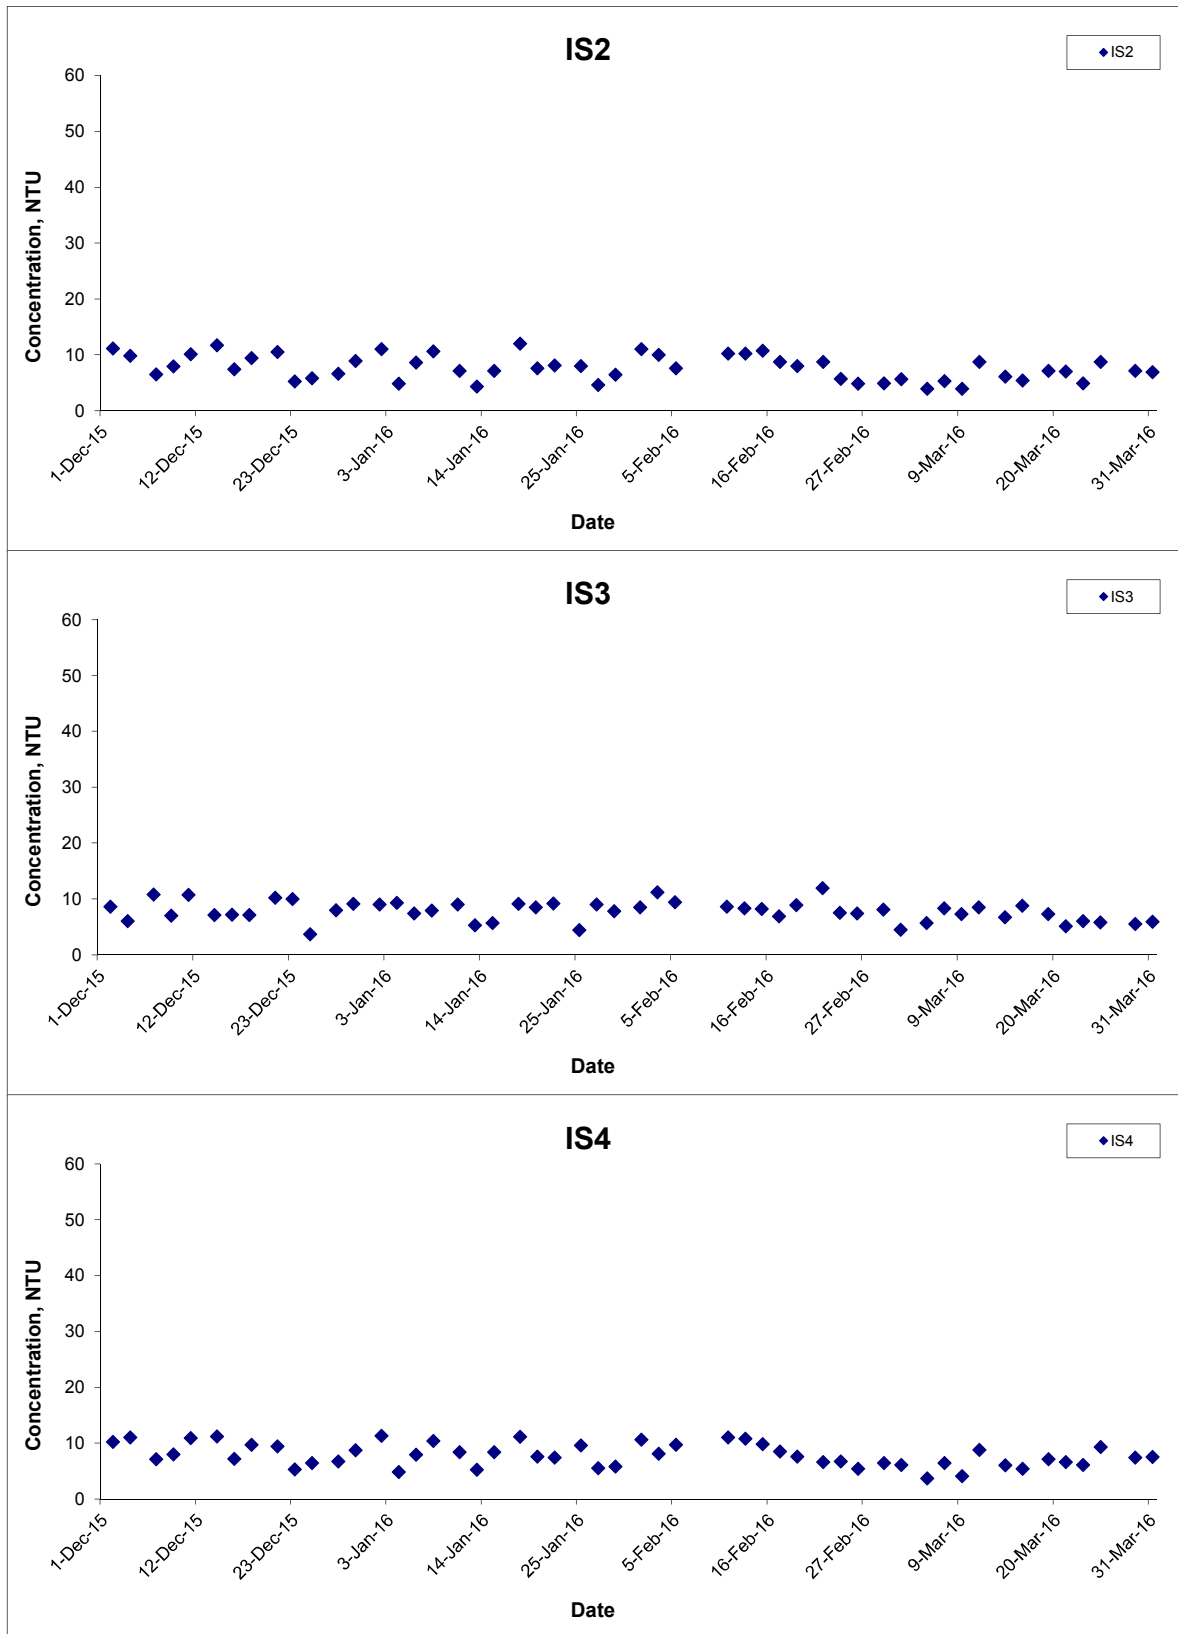 IS2
IS2
60
50
40
30
20
10
0
Concentration, NTU
1-Dec-15
12-Dec-15
23-Dec-15
3-Jan-16
14-Jan-16
25-Jan-16
5-Feb-16
16-Feb-16
27-Feb-16
9-Mar-16
20-Mar-16
31-Mar-16
Date
IS3
IS3
60
50
40
30
20
10
0
Concentration, NTU
1-Dec-15
12-Dec-15
23-Dec-15
3-Jan-16
14-Jan-16
25-Jan-16
5-Feb-16
16-Feb-16
27-Feb-16
9-Mar-16
20-Mar-16
31-Mar-16
Date
IS4
IS4
60
50
40
30
20
10
0
Concentration, NTU
1-Dec-15
12-Dec-15
23-Dec-15
3-Jan-16
14-Jan-16
25-Jan-16
5-Feb-16
16-Feb-16
27-Feb-16
9-Mar-16
20-Mar-16
31-Mar-16
Date